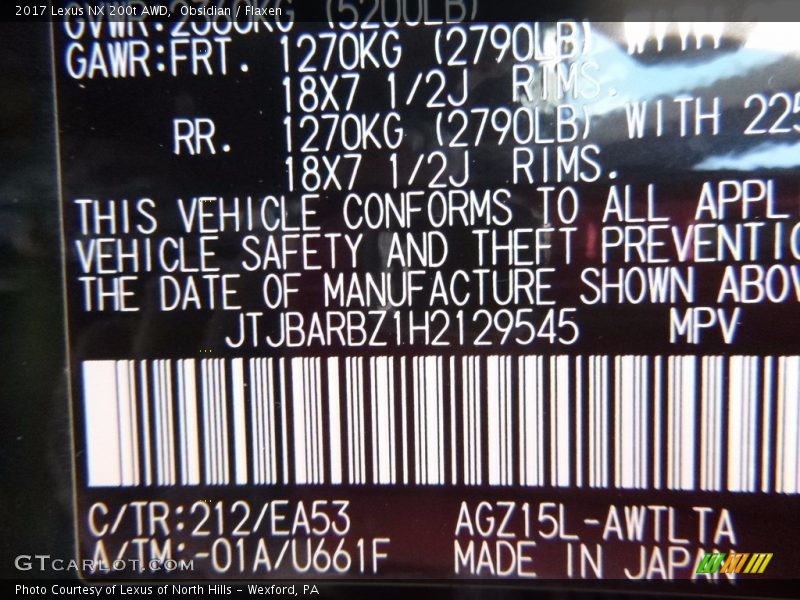 2017 Lexus NX 200t AWD, Obsidian / Flaxen
(5200LB)
GAWR:FRT. 1270KG (2790LB) WITH
18X7 1/2J RIMS.
RR. 1270KG (2790LB) WITH 225
18X7 1/2J RIMS.
THIS VEHICLE CONFORMS TO ALL APPL
VEHICLE SAFETY AND THEFT PREVENTIO
THE DATE OF MANUFACTURE SHOWN ABOV
JTJBARBZ1H2129545 MPV
C/TR:212/EA53 AGZ15L-AWTLTA
A/TM:-01A/U661F MADE IN JAPAN
GTCARLOT.COM
Photo Courtesy of Lexus of North Hills - Wexford, PA